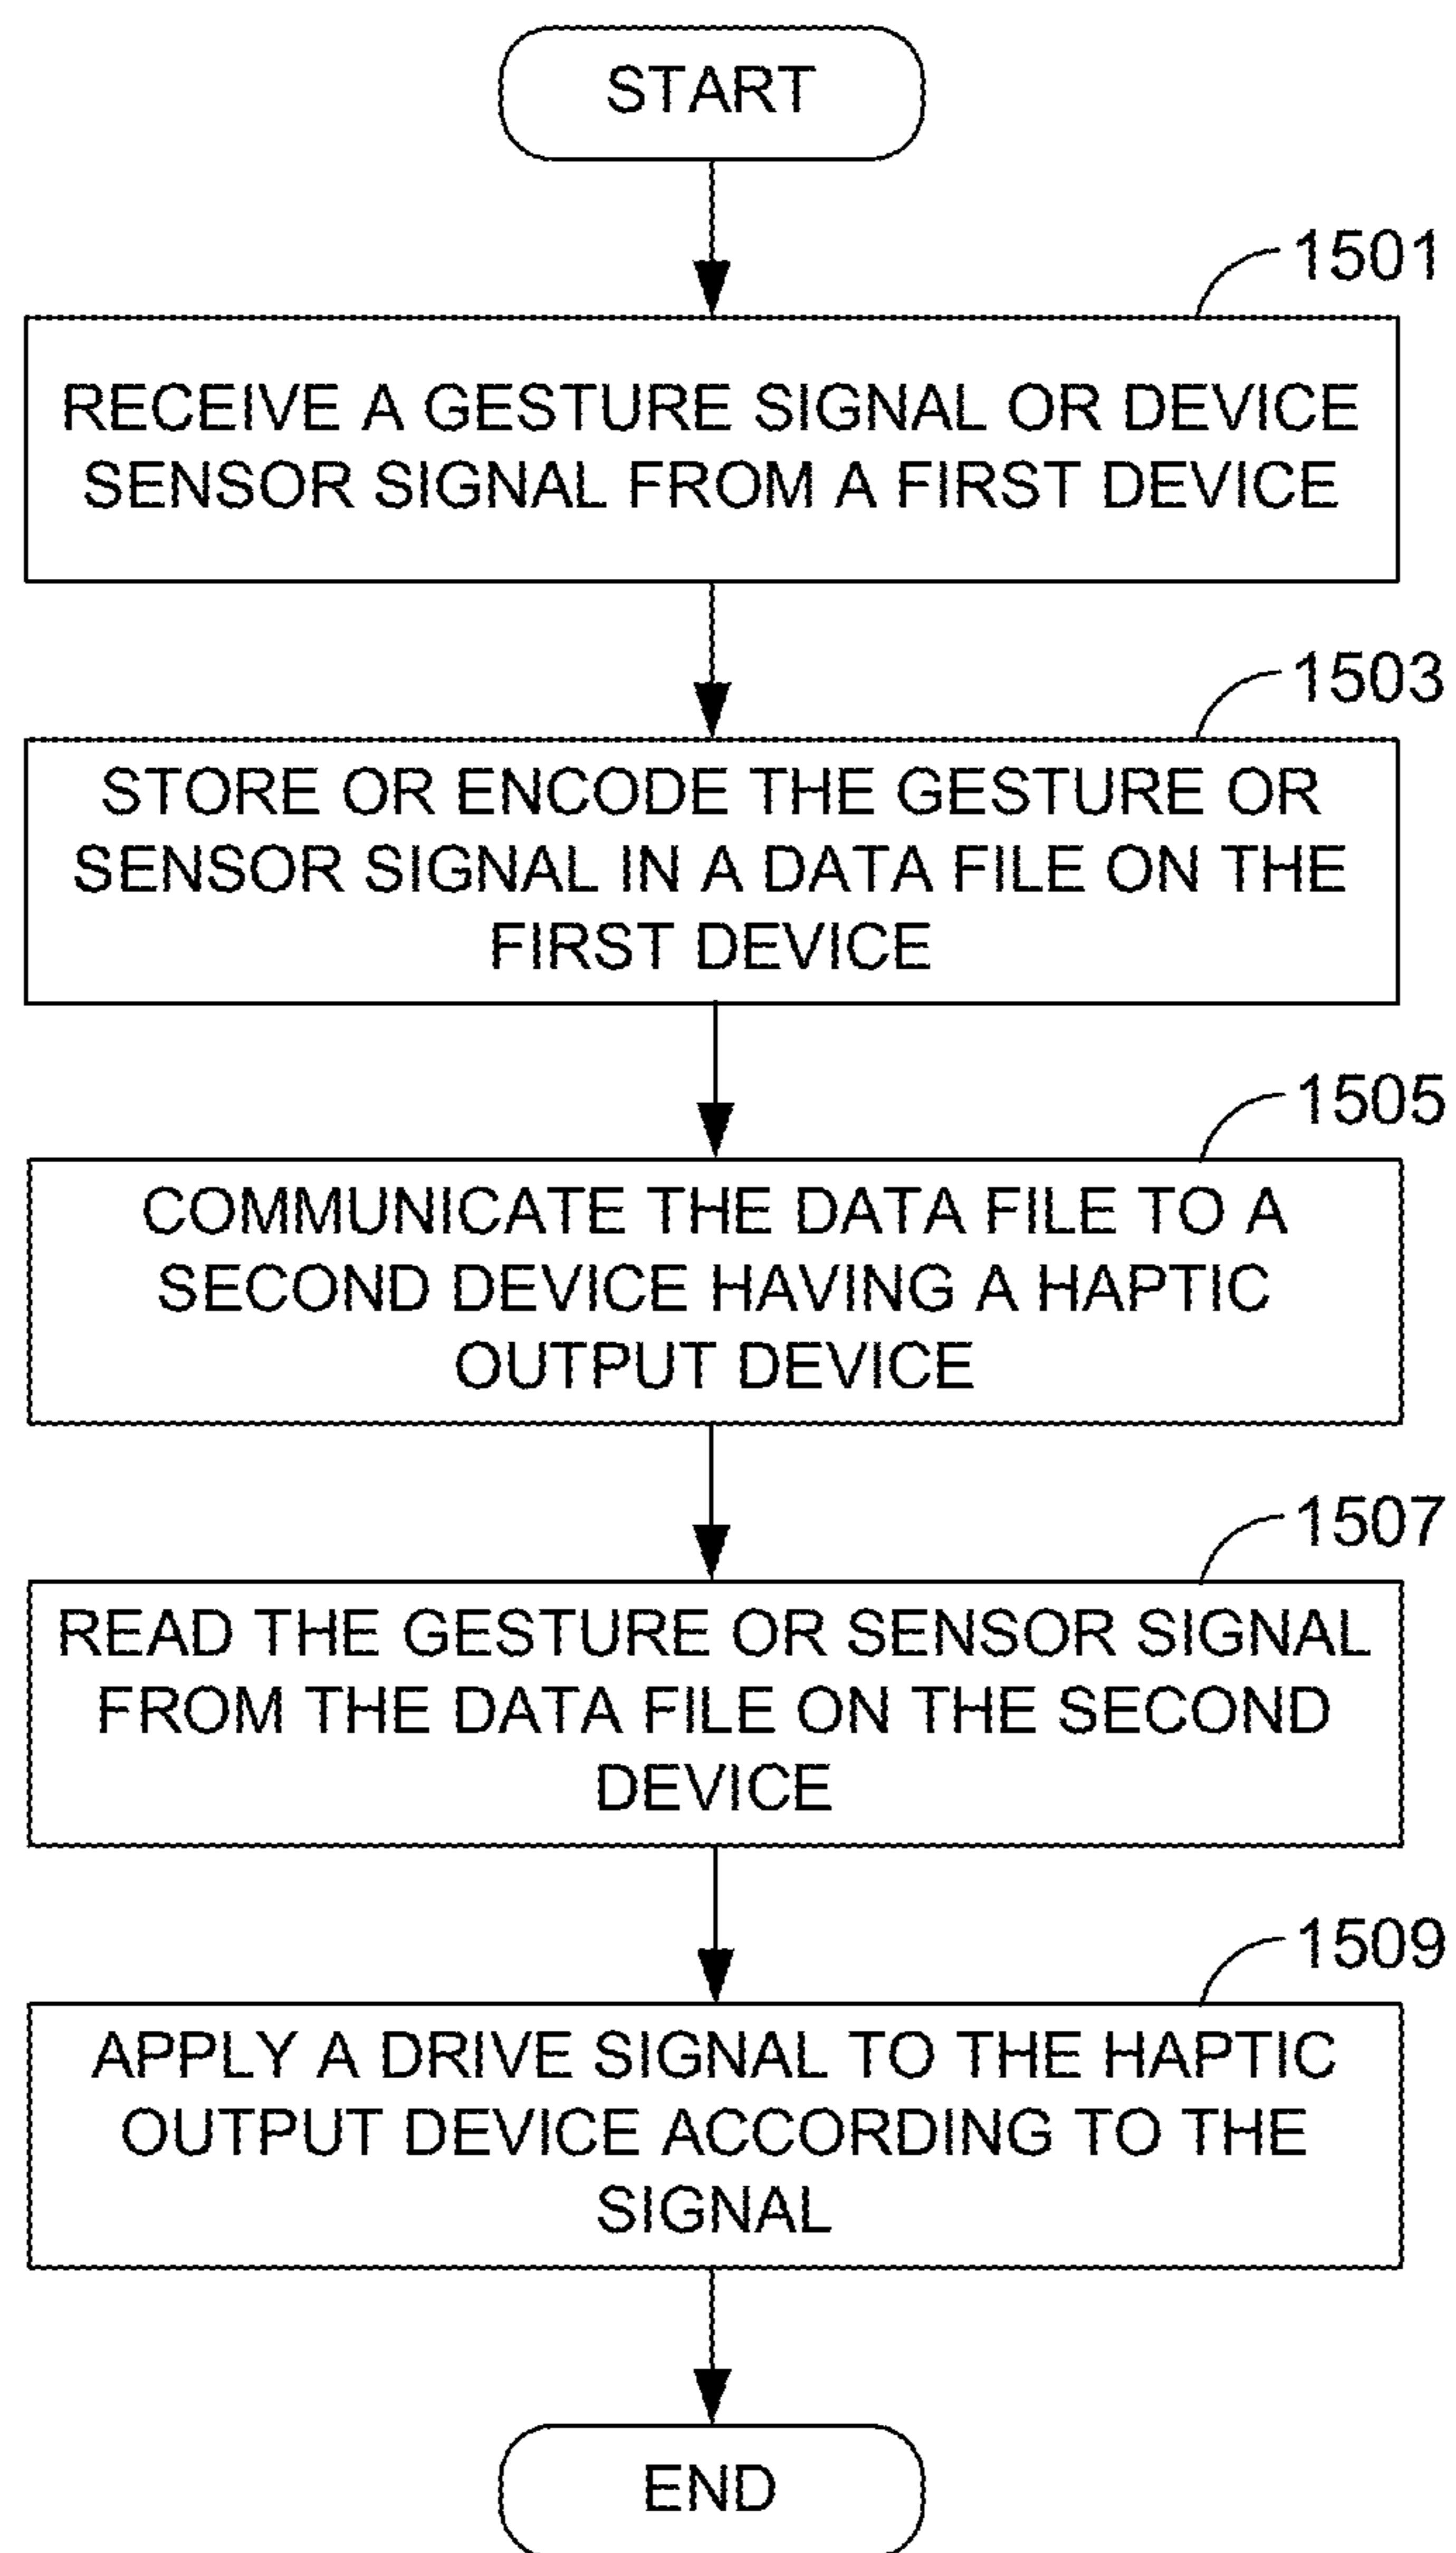 START
1501
RECEIVE A GESTURE SIGNAL OR DEVICE
SENSOR SIGNAL FROM A FIRST DEVICE
1503
STORE OR ENCODE THE GESTURE OR
SENSOR SIGNAL IN A DATA FILE ON THE
FIRST DEVICE
1505
COMMUNICATE THE DATA FILE TO A
SECOND DEVICE HAVING A HAPTIC
OUTPUT DEVICE
1507
READ THE GESTURE OR SENSOR SIGNAL
FROM THE DATA FILE ON THE SECOND
DEVICE
1509
APPLY A DRIVE SIGNAL TO THE HAPTIC
OUTPUT DEVICE ACCORDING TO THE
SIGNAL
END